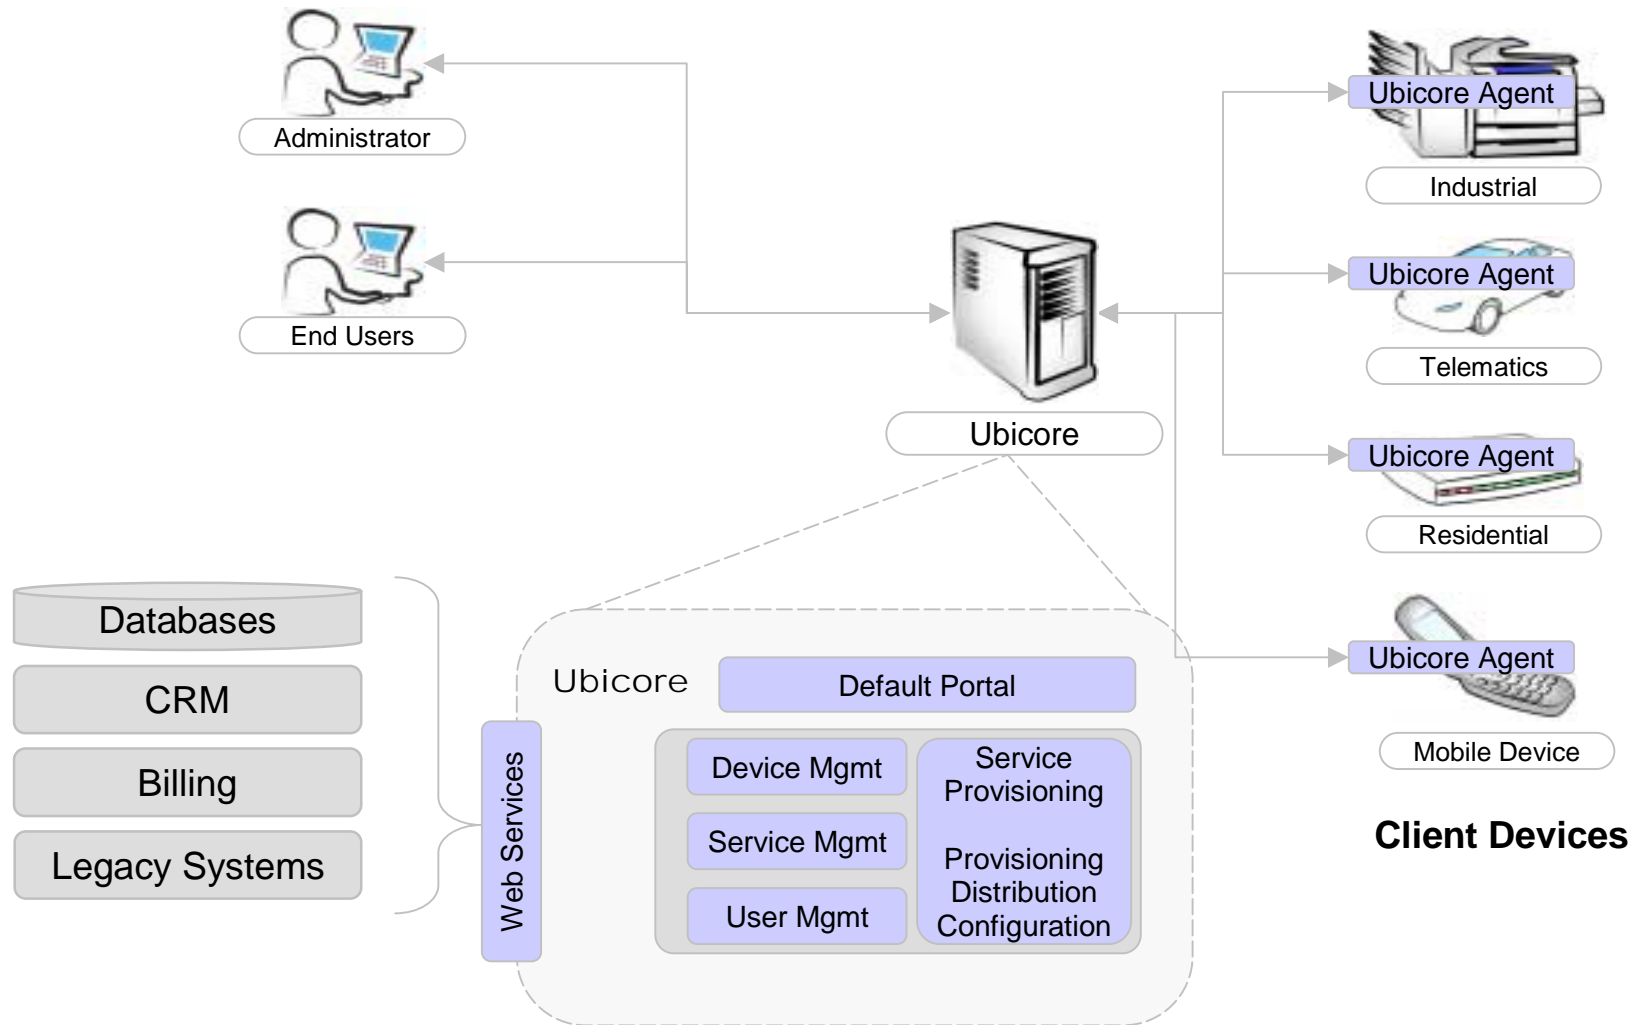 Administrator
End Users
Ubicore
Ubicore Agent
Industrial
Ubicore Agent
Telematics
Ubicore Agent
Residential
Ubicore Agent
Mobile Device
Client Devices
Databases
CRM
Billing
Legacy Systems
Web Services
Ubicore
Default Portal
Device Mgmt
Service Mgmt
User Mgmt
Service
Provisioning
Provisioning
Distribution
Configuration